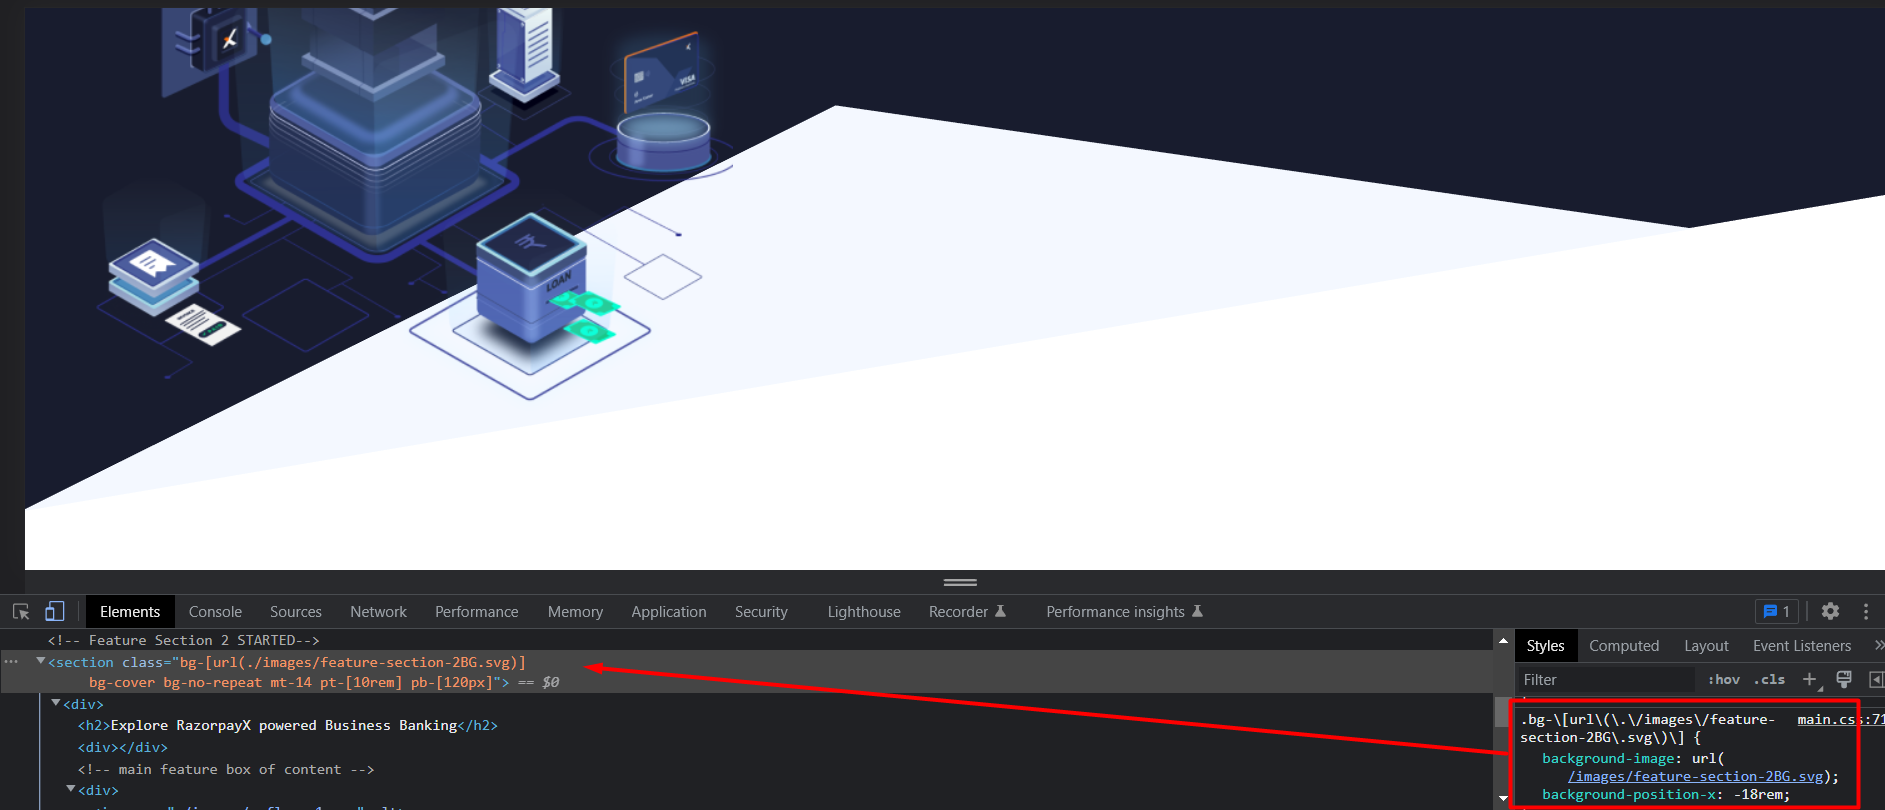 VISA
LOAN
Elements Console Sources Network Performance Memory Application Security Lighthouse Recorder Performance insights 1
<!-- Feature Section 2 STARTED-->
<section class="bg-[url(./images/feature-section-2BG.svg)]
bg-cover bg-no-repeat mt-14 pt-[10rem] pb-[120px]"> == $0
<div>
<h2>Explore RazorpayX powered Business Banking</h2>
<div></div>
<!-- main feature box of content -->
<div>
Styles Computed Layout Event Listeners »
Filter :hov .cls +
.bg-\[url\(\.\/images\/feature- main.css:71
section-2BG\.svg\)\] {
background-image: url(
/images/feature-section-2BG.svg);
background-position-x: -18rem;